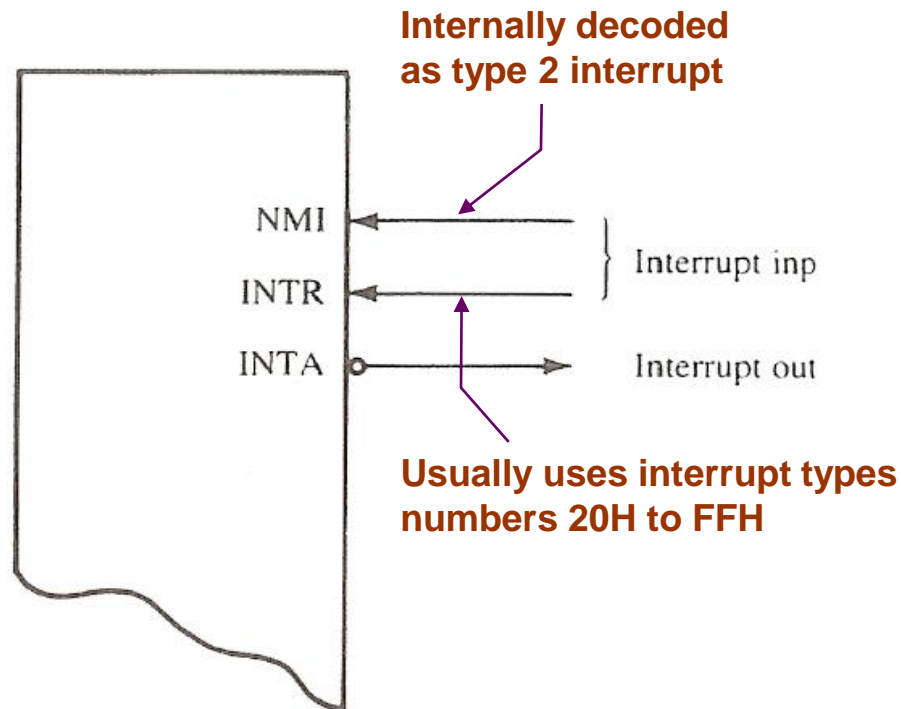 Internally decoded
as type 2 interrupt
NMI
INTR
INTA
Interrupt inp
Interrupt out
Usually uses interrupt types
numbers 20H to FFH